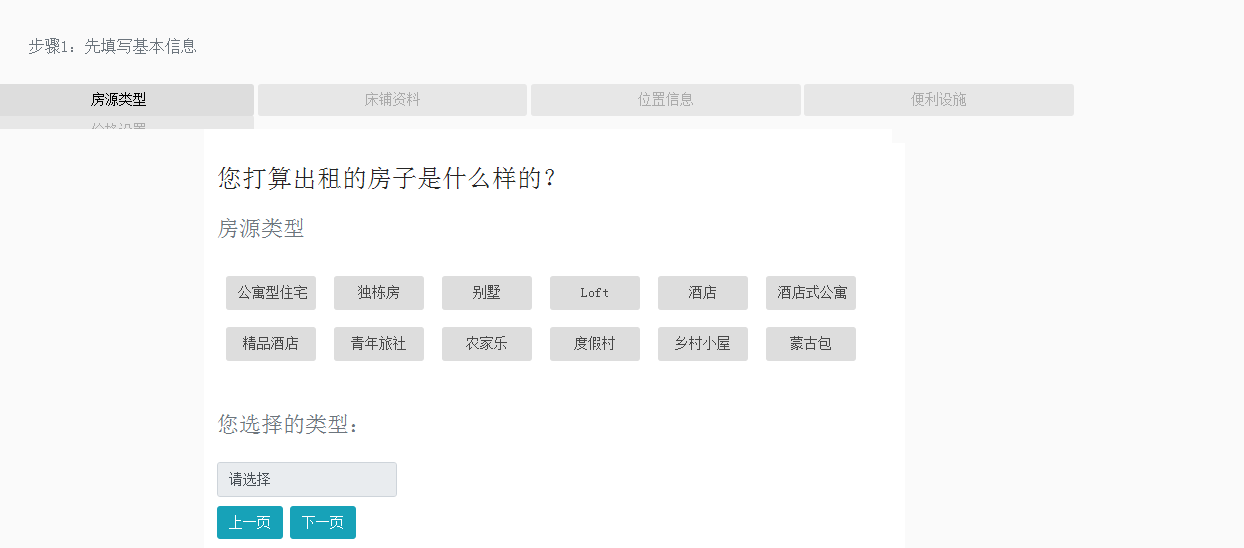 步骤1：先填写基本信息
房源类型 床铺资料 位置信息 便利设施
价格设置
您打算出租的房子是什么样的？
房源类型
公寓型住宅 独栋房 别墅 Loft 酒店 酒店式公寓
精品酒店 青年旅社 农家乐 度假村 乡村小屋 蒙古包
您选择的类型：
请选择
上一页 下一页